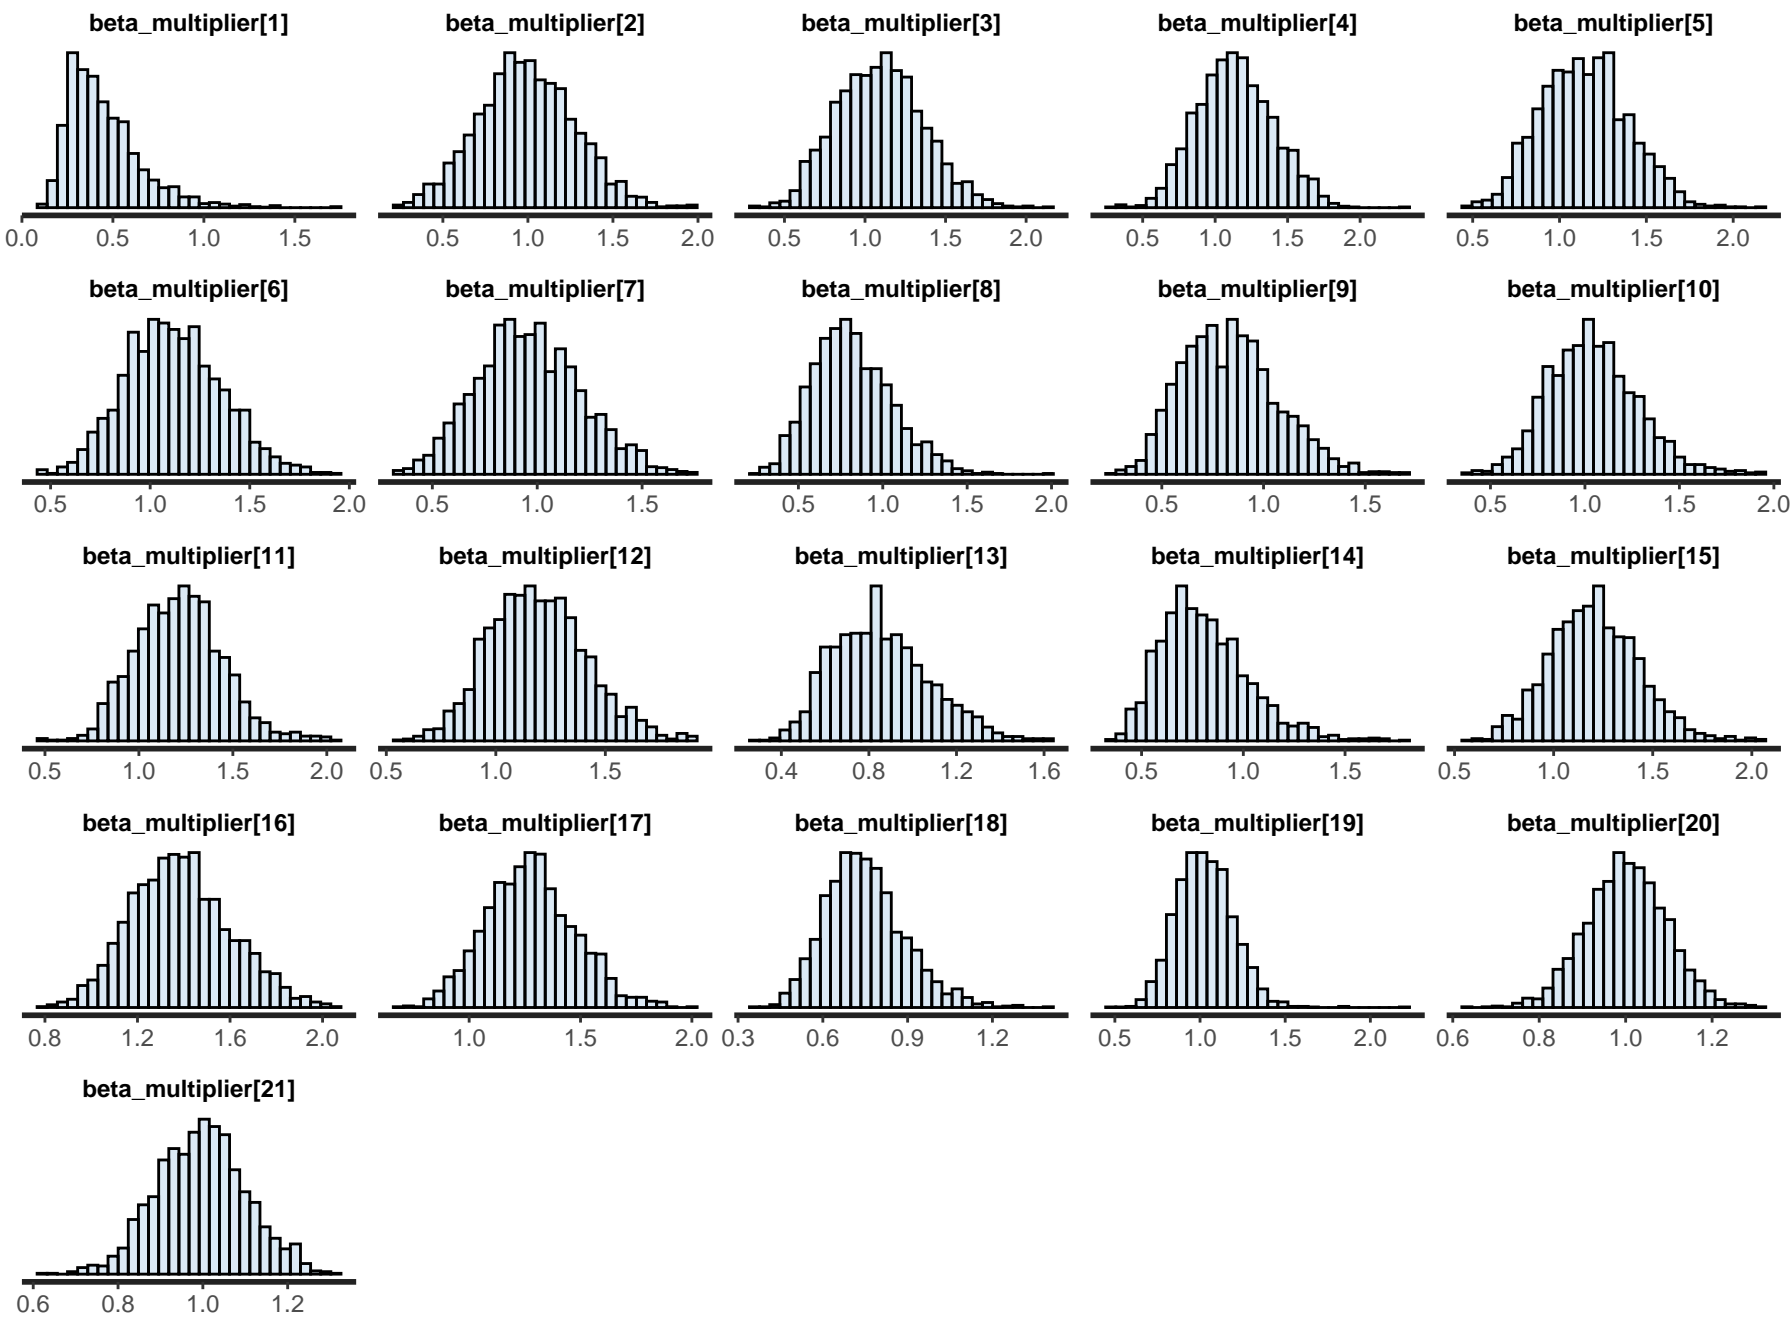 beta_multiplier[1] beta_multiplier[2] beta_multiplier[3] beta_multiplier[4] beta_multiplier[5]
0.0 0.5 1.0 1.5 0.5 1.0 1.5 2.0 0.5 1.0 1.5 2.0 0.5 1.0 1.5 2.0 0.5 1.0 1.5 2.0
beta_multiplier[6] beta_multiplier[7] beta_multiplier[8] beta_multiplier[9] beta_multiplier[10]
0.5 1.0 1.5 2.0 0.5 1.0 1.5 0.5 1.0 1.5 2.0 0.5 1.0 1.5 0.5 1.0 1.5 2.0
beta_multiplier[11] beta_multiplier[12] beta_multiplier[13] beta_multiplier[14] beta_multiplier[15]
0.5 1.0 1.5 2.0 0.5 1.0 1.5 0.4 0.8 1.2 1.6 0.5 1.0 1.5 0.5 1.0 1.5 2.0
beta_multiplier[16] beta_multiplier[17] beta_multiplier[18] beta_multiplier[19] beta_multiplier[20]
0.8 1.2 1.6 2.0 1.0 1.5 2.0 0.3 0.6 0.9 1.2 0.5 1.0 1.5 2.0 0.6 0.8 1.0 1.2
beta_multiplier[21]
0.6 0.8 1.0 1.2